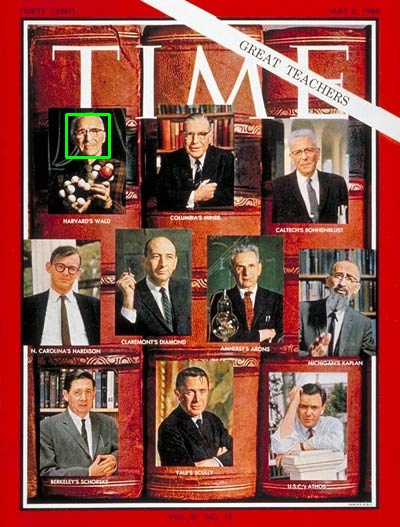 FORTY CENTS
MAY 6, 1966
TIME
GREAT TEACHERS
HARVARD'S WALD
COLUMBIA'S MINER
CALTECH'S BOHNENBLUST
N. CAROLINA'S HARDISON
CLAREMONT'S DIAMOND
AMHERST'S ARONS
MICHIGAN'S KAPLAN
BERKELEY'S SCHORSKE
YALE'S SCULLY
U.S.C.'s ATHOS